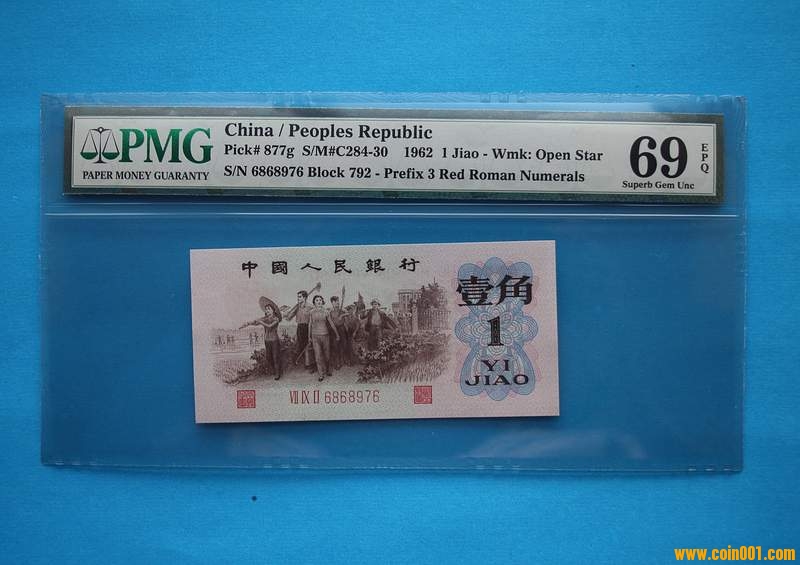 PMG
PAPER MONEY GUARANTY
China / Peoples Republic
Pick# 877g S/M#C284-30 1962 1 Jiao - Wmk: Open Star
S/N 6868976 Block 792 - Prefix 3 Red Roman Numerals
69
EPQ
Superb Gem Unc
中國人民銀行
壹角
1
YI
JIAO
VII IX II 6868976
www.coin001.com